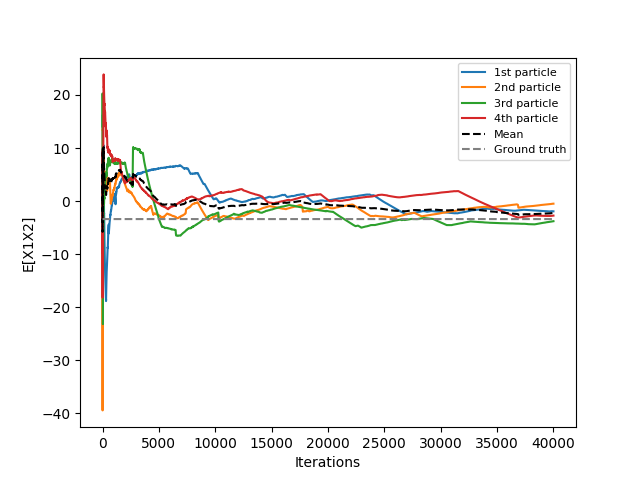 1st particle
2nd particle
3rd particle
4th particle
Mean
Ground truth
20
10
0
−10
−20
−30
−40
E[X1X2]
0 5000 10000 15000 20000 25000 30000 35000 40000
Iterations